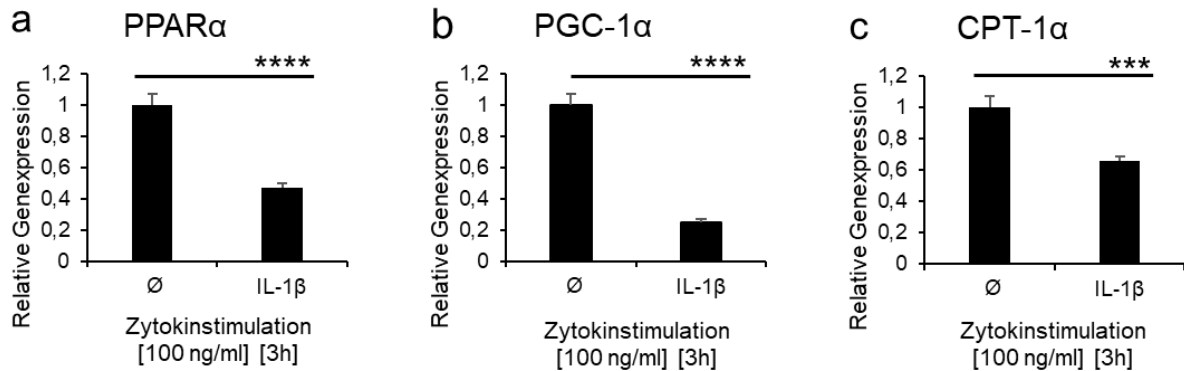 a
PPARα
****
Relative Genexpression
1,2
1
0,8
0,6
0,4
0,2
0
Ø
IL-1β
Zytokinstimulation
[100 ng/ml] [3h]
b
PGC-1α
****
Relative Genexpression
1,2
1
0,8
0,6
0,4
0,2
0
Ø
IL-1β
Zytokinstimulation
[100 ng/ml] [3h]
c
CPT-1α
***
Relative Genexpression
1,2
1
0,8
0,6
0,4
0,2
0
Ø
IL-1β
Zytokinstimulation
[100 ng/ml] [3h]